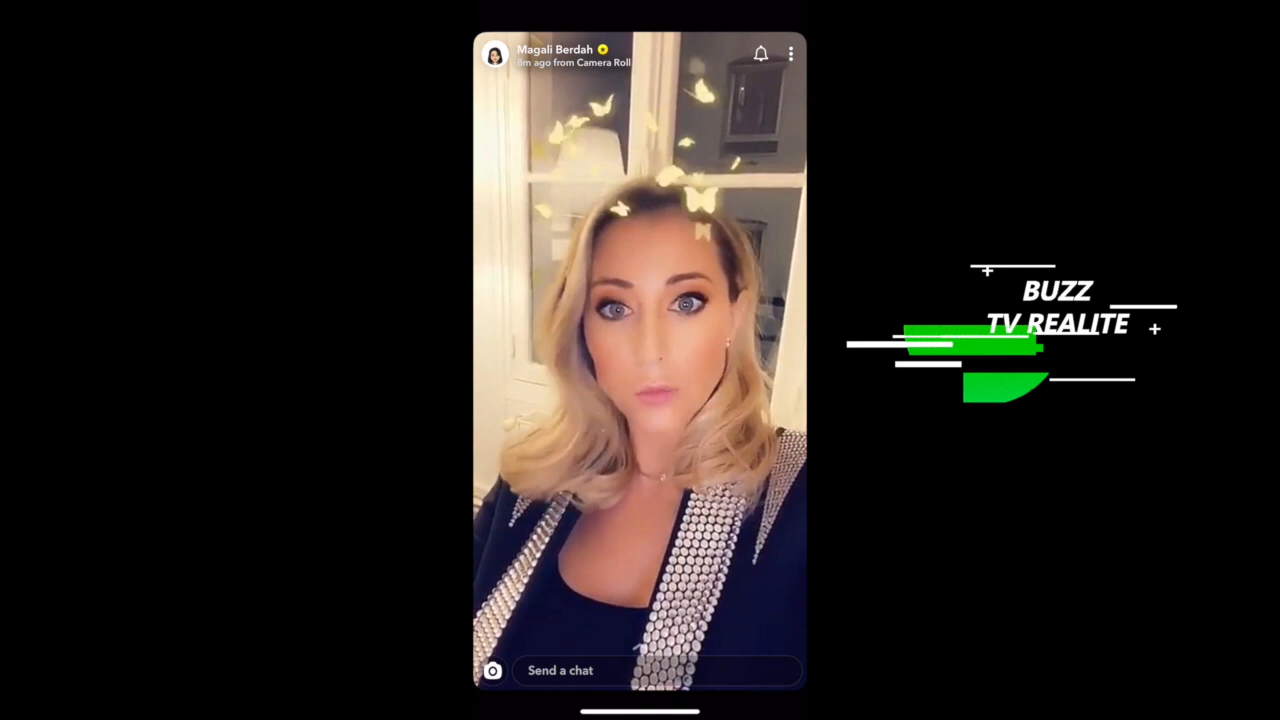 Magali Berdah
8m ago from Camera Roll
BUZZ
TV REALITE
Send a chat